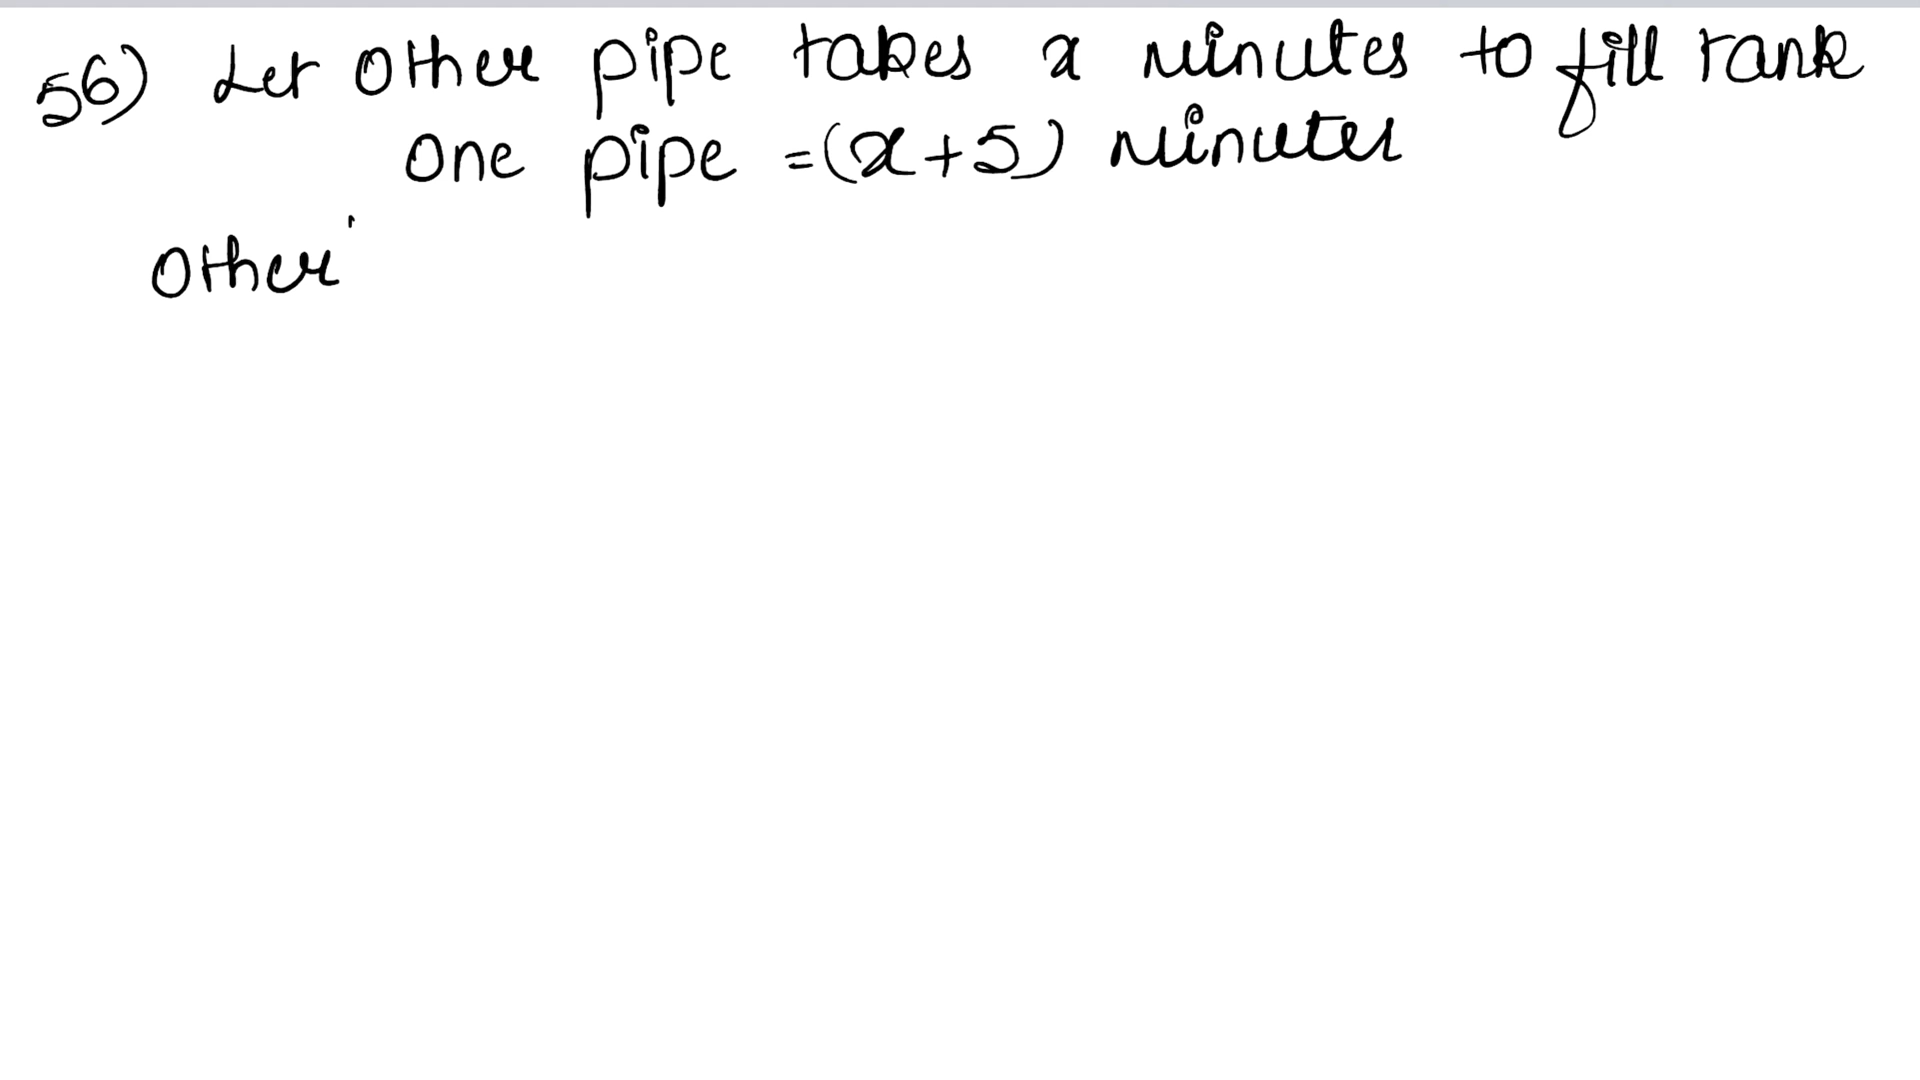 56) Let other pipe takes x minutes to fill tank
one pipe = (x+5) minutes
other'